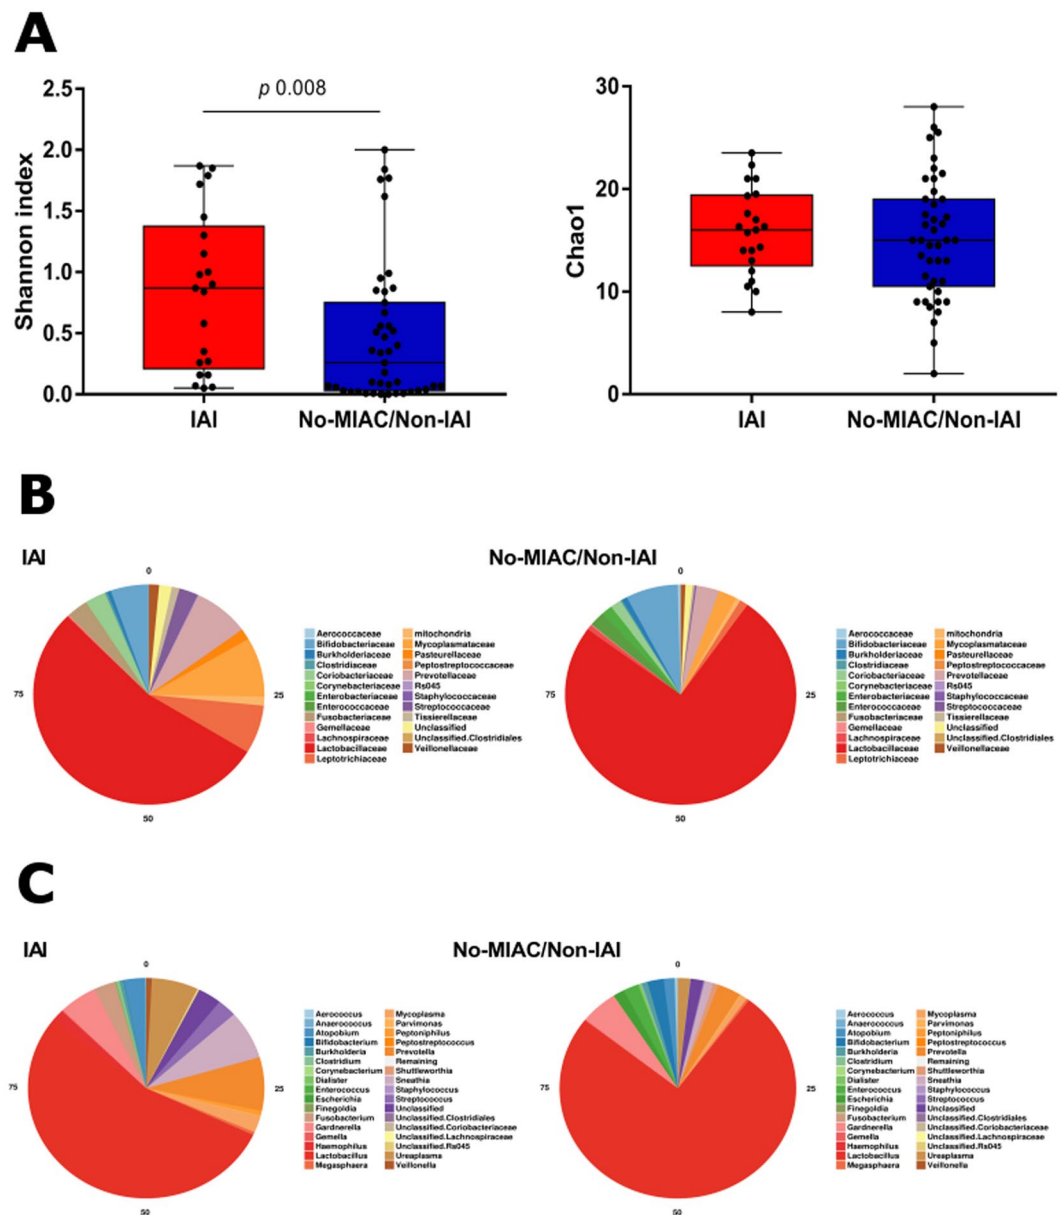 A
p 0.008
Shannon index
2.5
2.0
1.5
1.0
0.5
0.0
IAI
No-MIAC/Non-IAI
Chao1
30
20
10
0
IAI
No-MIAC/Non-IAI
B
IAI
0
25
50
75
Aerococcaceae
Bifidobacteriaceae
Burkholderiaceae
Clostridiaceae
Coriobacteriaceae
Corynebacteriaceae
Enterobacteriaceae
Enterococcaceae
Fusobacteriaceae
Gemellaceae
Lachnospiraceae
Lactobacillaceae
Leptotrichiaceae
mitochondria
Mycoplasmataceae
Pasteurellaceae
Peptostreptococcaceae
Prevotellaceae
Rs045
Staphylococcaceae
Streptococcaceae
Tissierellaceae
Unclassified
Unclassified.Clostridiales
Veillonellaceae
No-MIAC/Non-IAI
0
25
50
75
Aerococcaceae
Bifidobacteriaceae
Burkholderiaceae
Clostridiaceae
Coriobacteriaceae
Corynebacteriaceae
Enterobacteriaceae
Enterococcaceae
Fusobacteriaceae
Gemellaceae
Lachnospiraceae
Lactobacillaceae
Leptotrichiaceae
mitochondria
Mycoplasmataceae
Pasteurellaceae
Peptostreptococcaceae
Prevotellaceae
Rs045
Staphylococcaceae
Streptococcaceae
Tissierellaceae
Unclassified
Unclassified.Clostridiales
Veillonellaceae
C
IAI
0
25
50
75
Aerococcus
Anaerococcus
Atopobium
Bifidobacterium
Burkholderia
Clostridium
Corynebacterium
Dialister
Enterococcus
Escherichia
Finegoldia
Fusobacterium
Gardnerella
Gemella
Haemophilus
Lactobacillus
Megasphaera
Mycoplasma
Parvimonas
Peptoniphilus
Peptostreptococcus
Prevotella
Remaining
Shuttleworthia
Sneathia
Staphylococcus
Streptococcus
Unclassified
Unclassified.Clostridiales
Unclassified.Coriobacteriaceae
Unclassified.Lachnospiraceae
Unclassified.Rs045
Ureaplasma
Veillonella
No-MIAC/Non-IAI
0
25
50
75
Aerococcus
Anaerococcus
Atopobium
Bifidobacterium
Burkholderia
Clostridium
Corynebacterium
Dialister
Enterococcus
Escherichia
Finegoldia
Fusobacterium
Gardnerella
Gemella
Haemophilus
Lactobacillus
Megasphaera
Mycoplasma
Parvimonas
Peptoniphilus
Peptostreptococcus
Prevotella
Remaining
Shuttleworthia
Sneathia
Staphylococcus
Streptococcus
Unclassified
Unclassified.Clostridiales
Unclassified.Coriobacteriaceae
Unclassified.Lachnospiraceae
Unclassified.Rs045
Ureaplasma
Veillonella